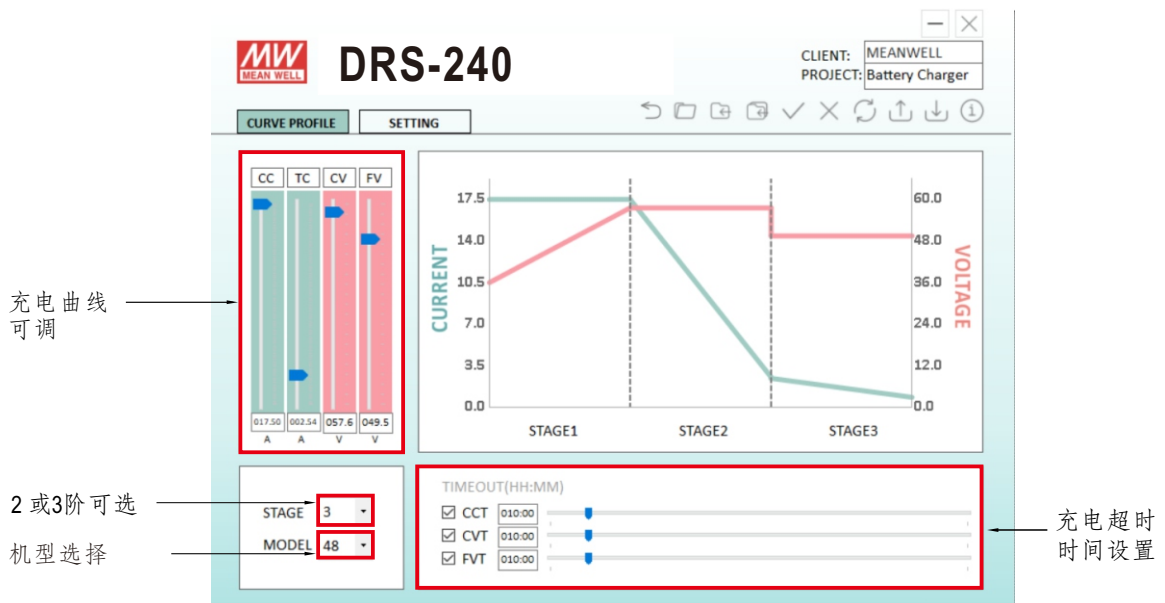 MW
MEAN WELL
DRS-240
CLIENT: MEANWELL
PROJECT: Battery Charger
CURVE PROFILE SETTING
CC TC CV FV
017.50 002.54 057.6 049.5
A A V V
充电曲线
可调
CURRENT
17.5
14.0
10.5
7.0
3.5
0.0
60.0
48.0
36.0
24.0
12.0
0.0
VOLTAGE
STAGE1 STAGE2 STAGE3
2 或3阶可选
机型选择
STAGE 3
MODEL 48
TIMEOUT(HH:MM)
CCT 010:00
CVT 010:00
FVT 010:00
充电超时
时间设置